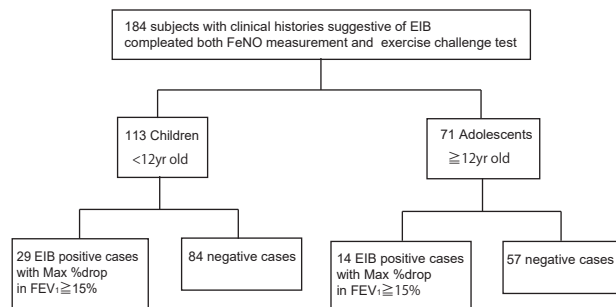 184 subjects with clinical histories suggestive of EIB
compleated both FeNO measurement and exercise challenge test
113 Children
<12yr old
71 Adolescents
≧12yr old
29 EIB positive cases
with Max %drop
in FEV₁≧15%
84 negative cases
14 EIB positive cases
with Max %drop
in FEV₁≧15%
57 negative cases